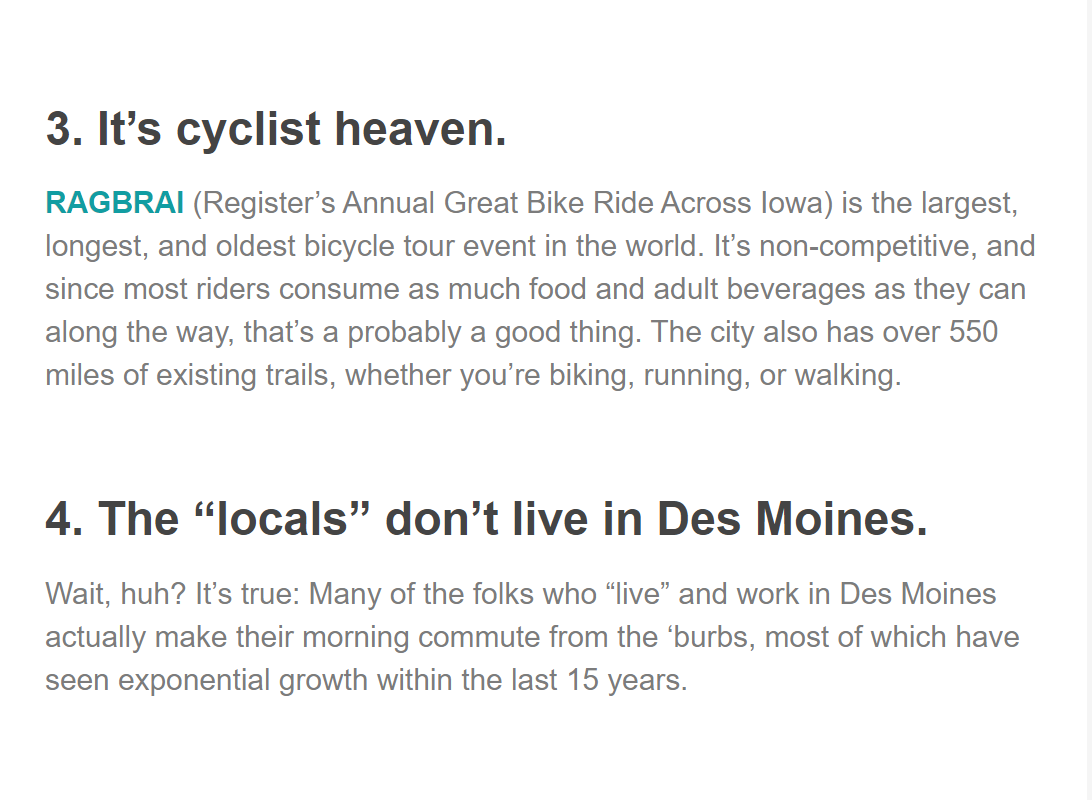 3. It’s cyclist heaven.
RAGBRAI (Register’s Annual Great Bike Ride Across Iowa) is the largest,
longest, and oldest bicycle tour event in the world. It’s non-competitive, and
since most riders consume as much food and adult beverages as they can
along the way, that’s a probably a good thing. The city also has over 550
miles of existing trails, whether you’re biking, running, or walking.
4. The “locals” don’t live in Des Moines.
Wait, huh? It’s true: Many of the folks who “live” and work in Des Moines
actually make their morning commute from the ‘burbs, most of which have
seen exponential growth within the last 15 years.